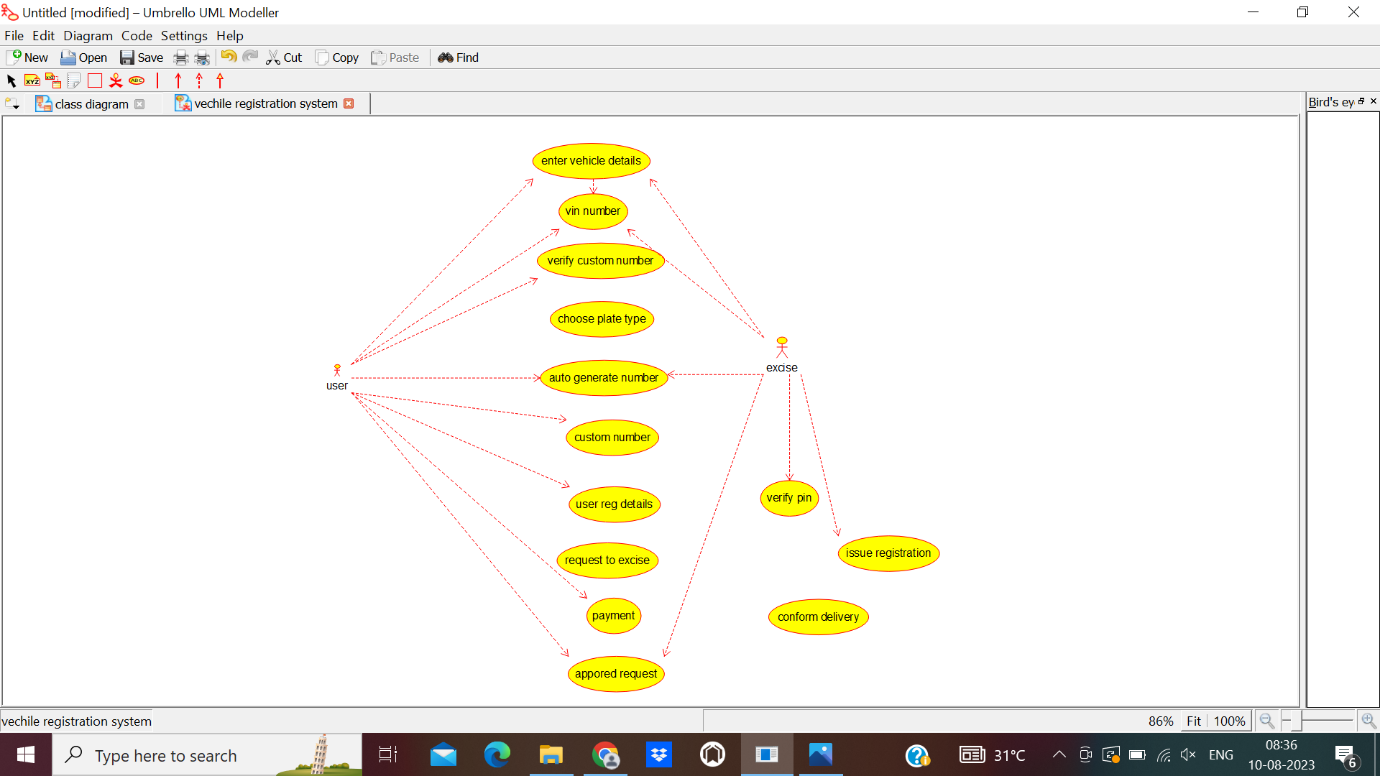 Untitled [modified] – Umbrello UML Modeller
File Edit Diagram Code Settings Help
New Open Save Cut Copy Paste Find
XYZ ABC
class diagram vechile registration system Bird's ey
enter vehicle details
vin number
verify custom number
choose plate type
excise
auto generate number
user
custom number
verify pin
user reg details
issue registration
request to excise
payment
conform delivery
appored request
vechile registration system 86% Fit 100%
Type here to search 31°C ENG 08:36
10-08-2023 6